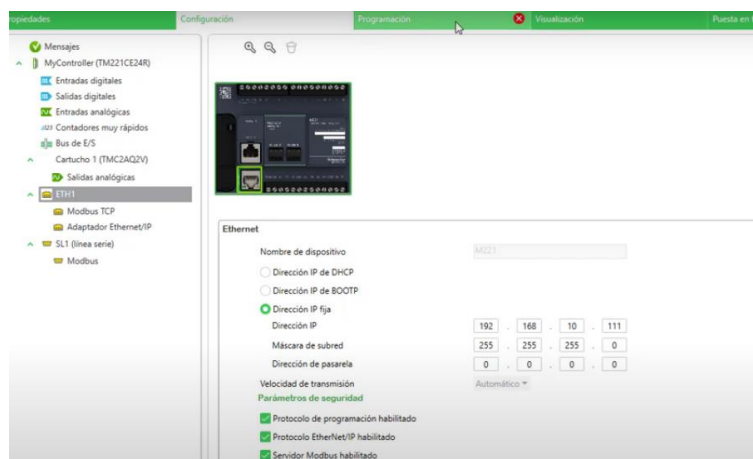 opiedades Configuración Programación Visualización Puesta en
Mensajes
MyController (TM221CE24R)
Entradas digitales
Salidas digitales
Entradas analógicas
Contadores muy rápidos
Bus de E/S
Cartucho 1 (TMC2AQ2V)
Salidas analógicas
ETH1
Modbus TCP
Adaptador Ethernet/IP
SL1 (línea serie)
Modbus
Ethernet
Nombre de dispositivo M221
Dirección IP de DHCP
Dirección IP de BOOTP
Dirección IP fija
Dirección IP 192 . 168 . 10 . 111
Máscara de subred 255 . 255 . 255 . 0
Dirección de pasarela 0 . 0 . 0 . 0
Velocidad de transmisión Automático
Parámetros de seguridad
Protocolo de programación habilitado
Protocolo EtherNet/IP habilitado
Servidor Modbus habilitado